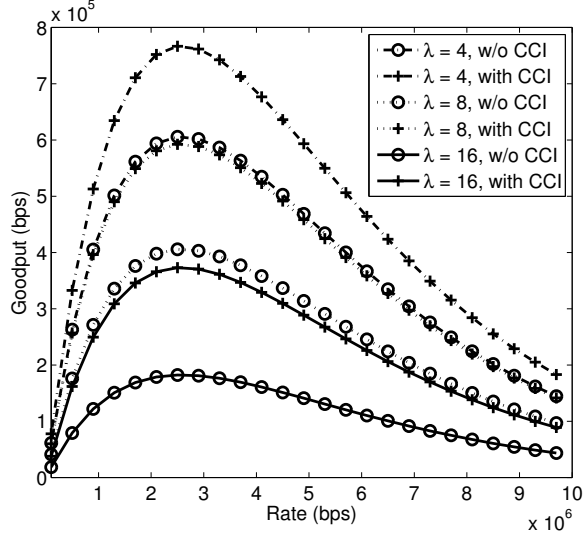 × 10^5
8
7
6
5
4
3
2
1
0
Goodput (bps)
λ = 4, w/o CCI
λ = 4, with CCI
λ = 8, w/o CCI
λ = 8, with CCI
λ = 16, w/o CCI
λ = 16, with CCI
1 2 3 4 5 6 7 8 9 10
Rate (bps)
× 10^6